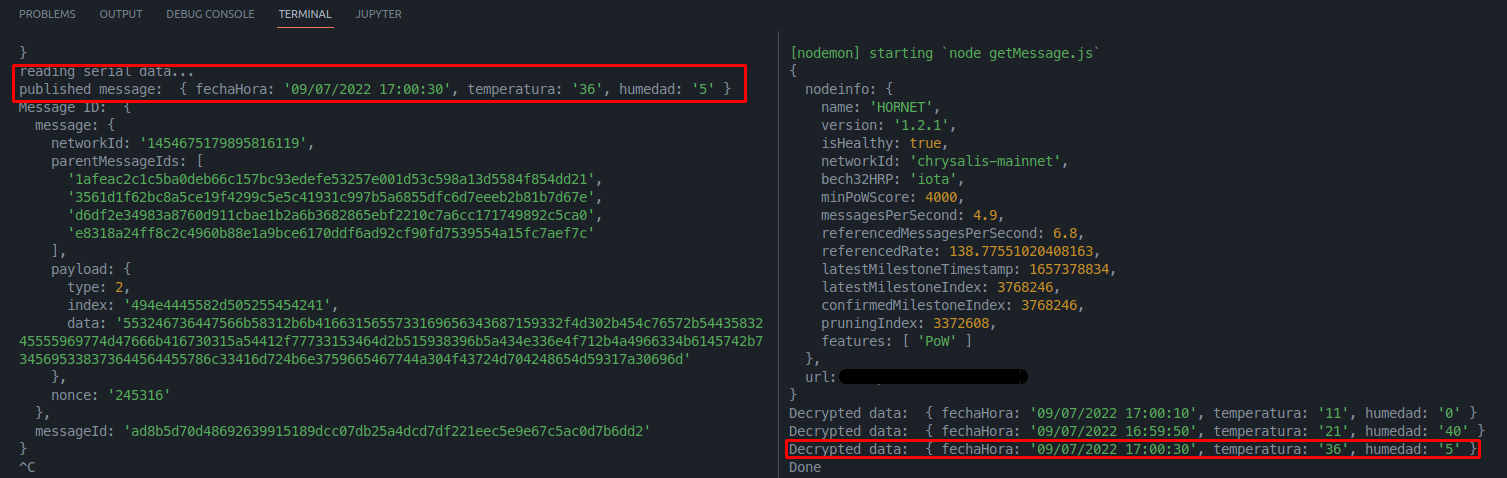 PROBLEMS OUTPUT DEBUG CONSOLE TERMINAL JUPYTER
}
reading serial data...
published message:  { fechaHora: '09/07/2022 17:00:30', temperatura: '36', humedad: '5' }
Message ID:  {
  message: {
    networkId: '1454675179895816119',
    parentMessageIds: [
      '1afeac2c1c5ba0deb66c157bc93edefe53257e001d53c598a13d5584f854dd21',
      '3561d1f62bc8a5ce19f4299c5e5c41931c997b5a6855dfc6d7eeeb2b81b7d67e',
      'd6df2e34983a8760d911cbae1b2a6b3682865ebf2210c7a6cc171749892c5ca0',
      'e8318a24ff8c2c4960b88e1a9bce6170ddf6ad92cf90fd7539554a15fc7aef7c'
    ],
    payload: {
      type: 2,
      index: '494e4445582d505255454241',
      data: '553246736447566b58312b6b41663156557331696563436871593​32f4d302b454c76572b54435832
45555969774d47666b416730315a54412f77733153464d2b515938396b5a434e336e4f712b4a4966334b6145742b7
34569533837364456​4455786c33416d724b6e3759665467744a304f43724d704248654d59317a30696d'
    },
    nonce: '245316'
  },
  messageId: 'ad8b5d70d48692639915189dcc07db25a4dcd7df221eec5e9e67c5ac0d7b6dd2'
}
^C
[nodemon] starting `node getMessage.js`
{
  nodeinfo: {
    name: 'HORNET',
    version: '1.2.1',
    isHealthy: true,
    networkId: 'chrysalis-mainnet',
    bech32HRP: 'iota',
    minPoWScore: 4000,
    messagesPerSecond: 4.9,
    referencedMessagesPerSecond: 6.8,
    referencedRate: 138.77551020408163,
    latestMilestoneTimestamp: 1657378834,
    latestMilestoneIndex: 3768246,
    confirmedMilestoneIndex: 3768246,
    pruningIndex: 3372608,
    features: [ 'PoW' ]
  },
  url:
}
Decrypted data:  { fechaHora: '09/07/2022 17:00:10', temperatura: '11', humedad: '0' }
Decrypted data:  { fechaHora: '09/07/2022 16:59:50', temperatura: '21', humedad: '40' }
Decrypted data:  { fechaHora: '09/07/2022 17:00:30', temperatura: '36', humedad: '5' }
Done